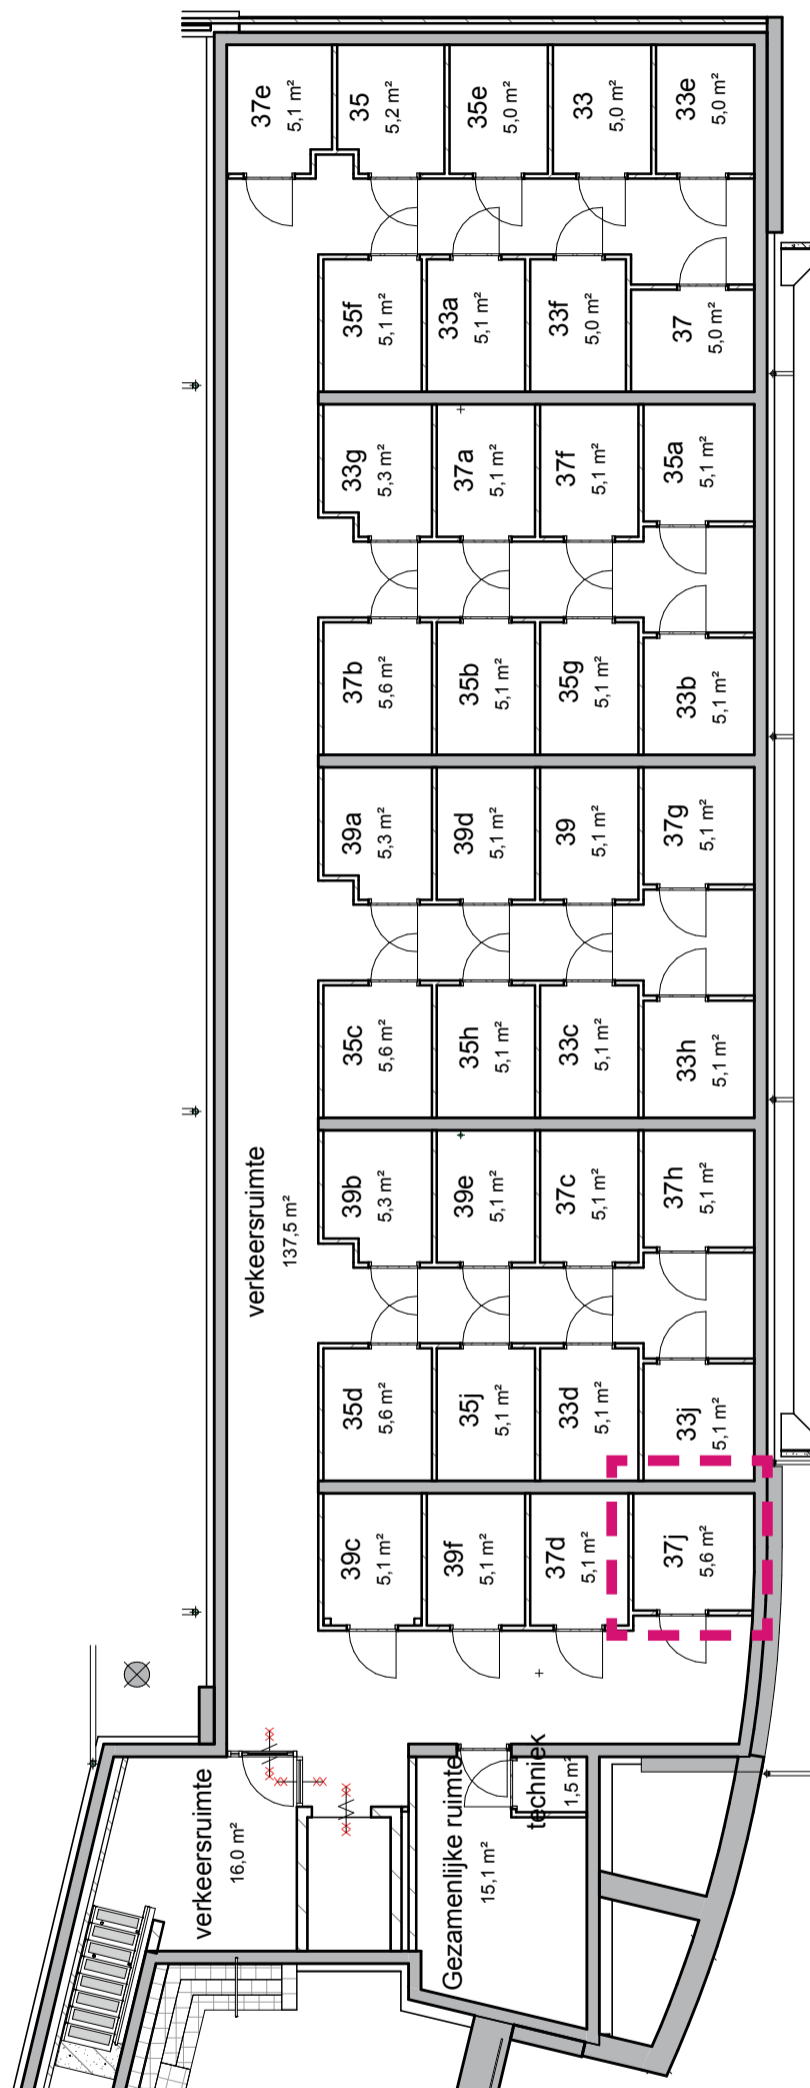 37e
5,1 m²
35
5,2 m²
35e
5,0 m²
33
5,0 m²
33e
5,0 m²
35f
5,1 m²
33a
5,1 m²
33f
5,0 m²
37
5,0 m²
33g
5,3 m²
37a
5,1 m²
37f
5,1 m²
35a
5,1 m²
37b
5,6 m²
35b
5,1 m²
35g
5,1 m²
33b
5,1 m²
39a
5,3 m²
39d
5,1 m²
39
5,1 m²
37g
5,1 m²
35c
5,6 m²
35h
5,1 m²
33c
5,1 m²
33h
5,1 m²
verkeersruimte
137,5 m²
39b
5,3 m²
39e
5,1 m²
37c
5,1 m²
37h
5,1 m²
35d
5,6 m²
35j
5,1 m²
33d
5,1 m²
33j
5,1 m²
39c
5,1 m²
39f
5,1 m²
37d
5,1 m²
37j
5,6 m²
verkeersruimte
16,0 m²
Gezamenlijke ruimte
15,1 m²
techniek
1,5 m²